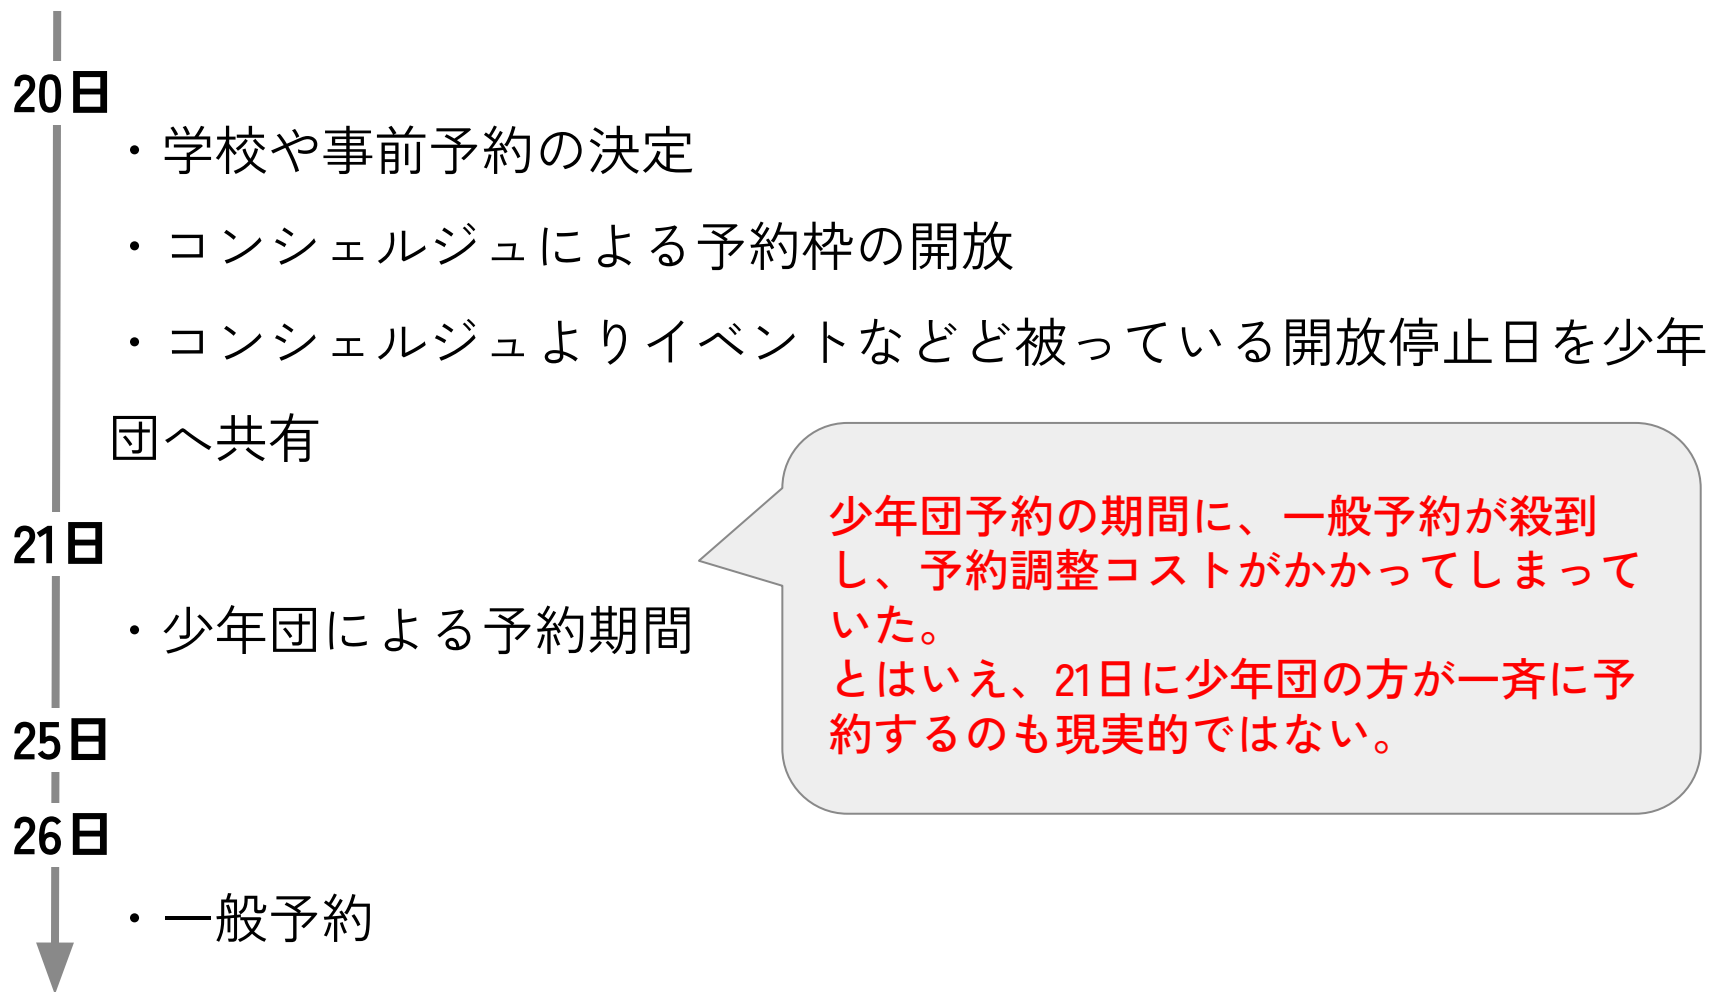 20日
・学校や事前予約の決定
・コンシェルジュによる予約枠の開放
・コンシェルジュよりイベントなどど被っている開放停止日を少年
団へ共有
21日
・少年団による予約期間
少年団予約の期間に、一般予約が殺到
し、予約調整コストがかかってしまって
いた。
とはいえ、21日に少年団の方が一斉に予
約するのも現実的ではない。
25日
26日
・一般予約